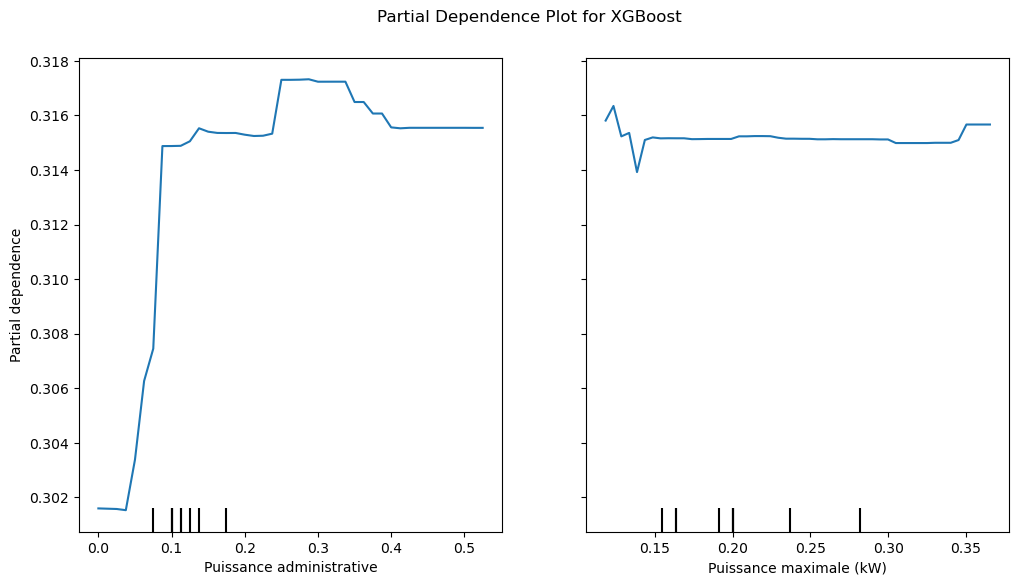 Partial Dependence Plot for XGBoost
Partial dependence
0.318
0.316
0.314
0.312
0.310
0.308
0.306
0.304
0.302
0.0 0.1 0.2 0.3 0.4 0.5
Puissance administrative
0.15 0.20 0.25 0.30 0.35
Puissance maximale (kW)